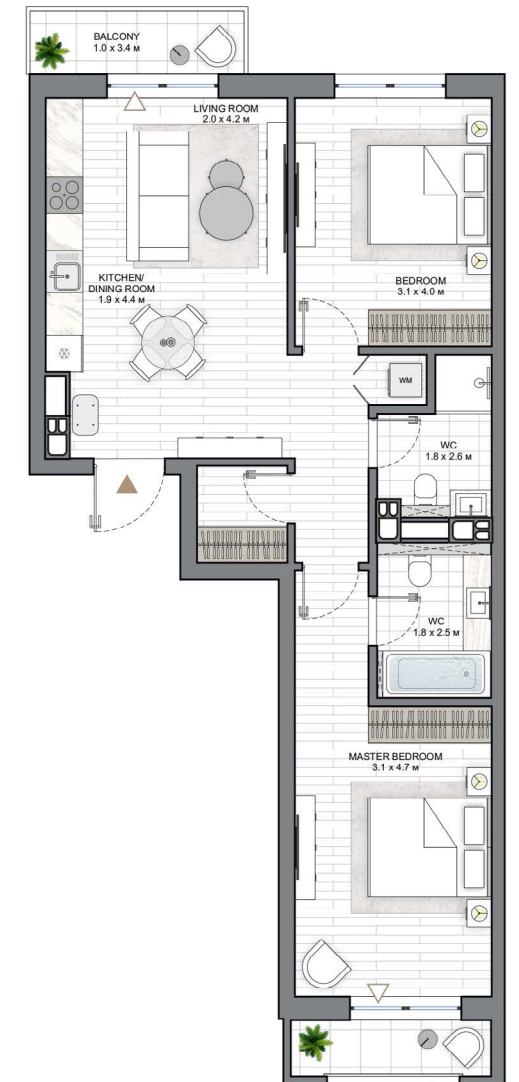 BALCONY
1.0 x 3.4 м
LIVING ROOM
2.0 x 4.2 м
KITCHEN/
DINING ROOM
1.9 x 4.4 м
BEDROOM
3.1 x 4.0 м
WM
WC
1.8 x 2.6 м
WC
1.8 x 2.5 м
MASTER BEDROOM
3.1 x 4.7 м